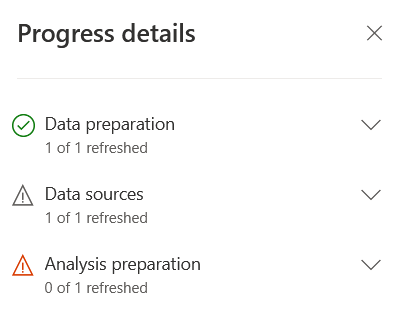 Progress details
Data preparation
1 of 1 refreshed
Data sources
1 of 1 refreshed
Analysis preparation
0 of 1 refreshed